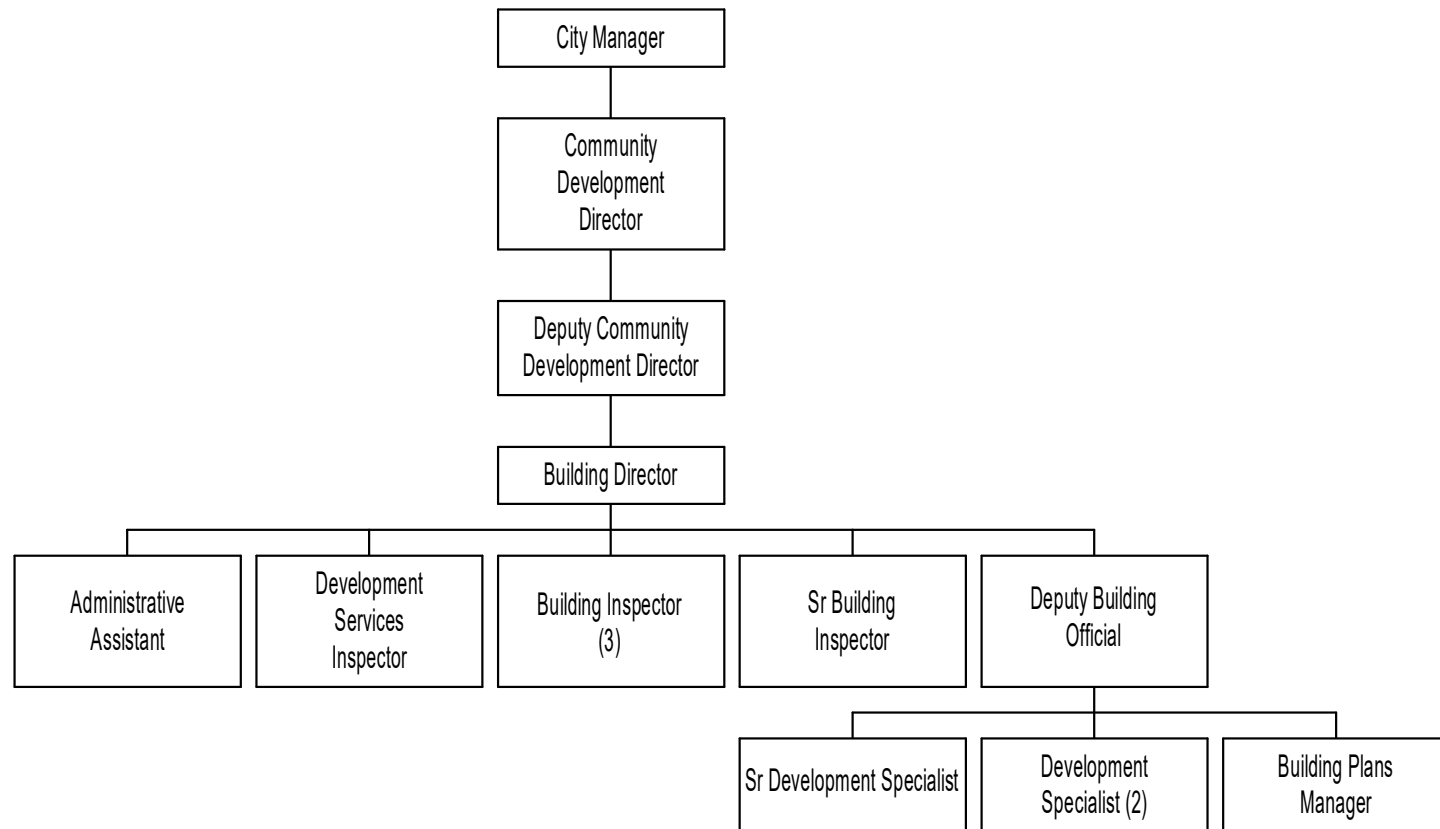 City Manager
Community
Development
Director
Deputy Community
Development Director
Building Director
Administrative
Assistant
Development
Services
Inspector
Building Inspector
(3)
Sr Building
Inspector
Deputy Building
Official
Sr Development Specialist
Development
Specialist (2)
Building Plans
Manager